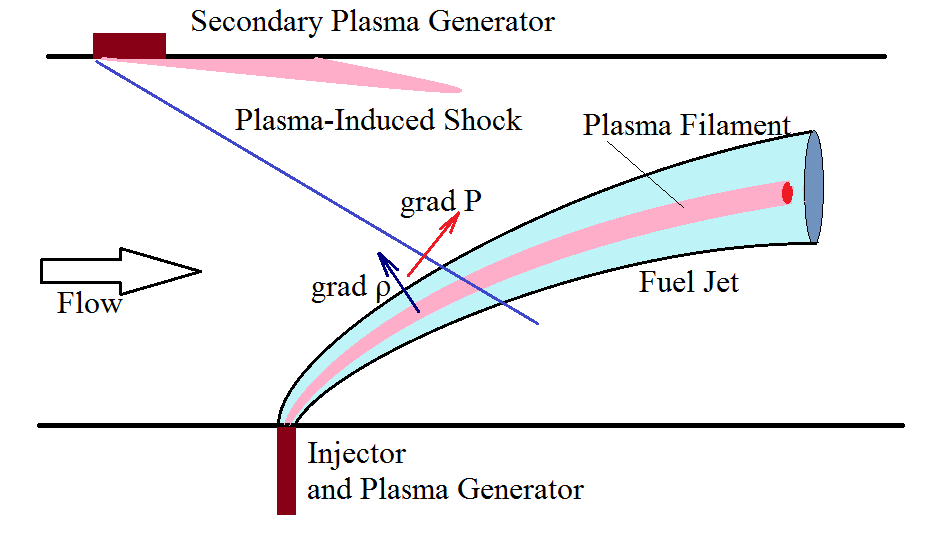 Secondary Plasma Generator
Plasma-Induced Shock
Plasma Filament
grad P
grad ρ
Flow
Fuel Jet
Injector
and Plasma Generator